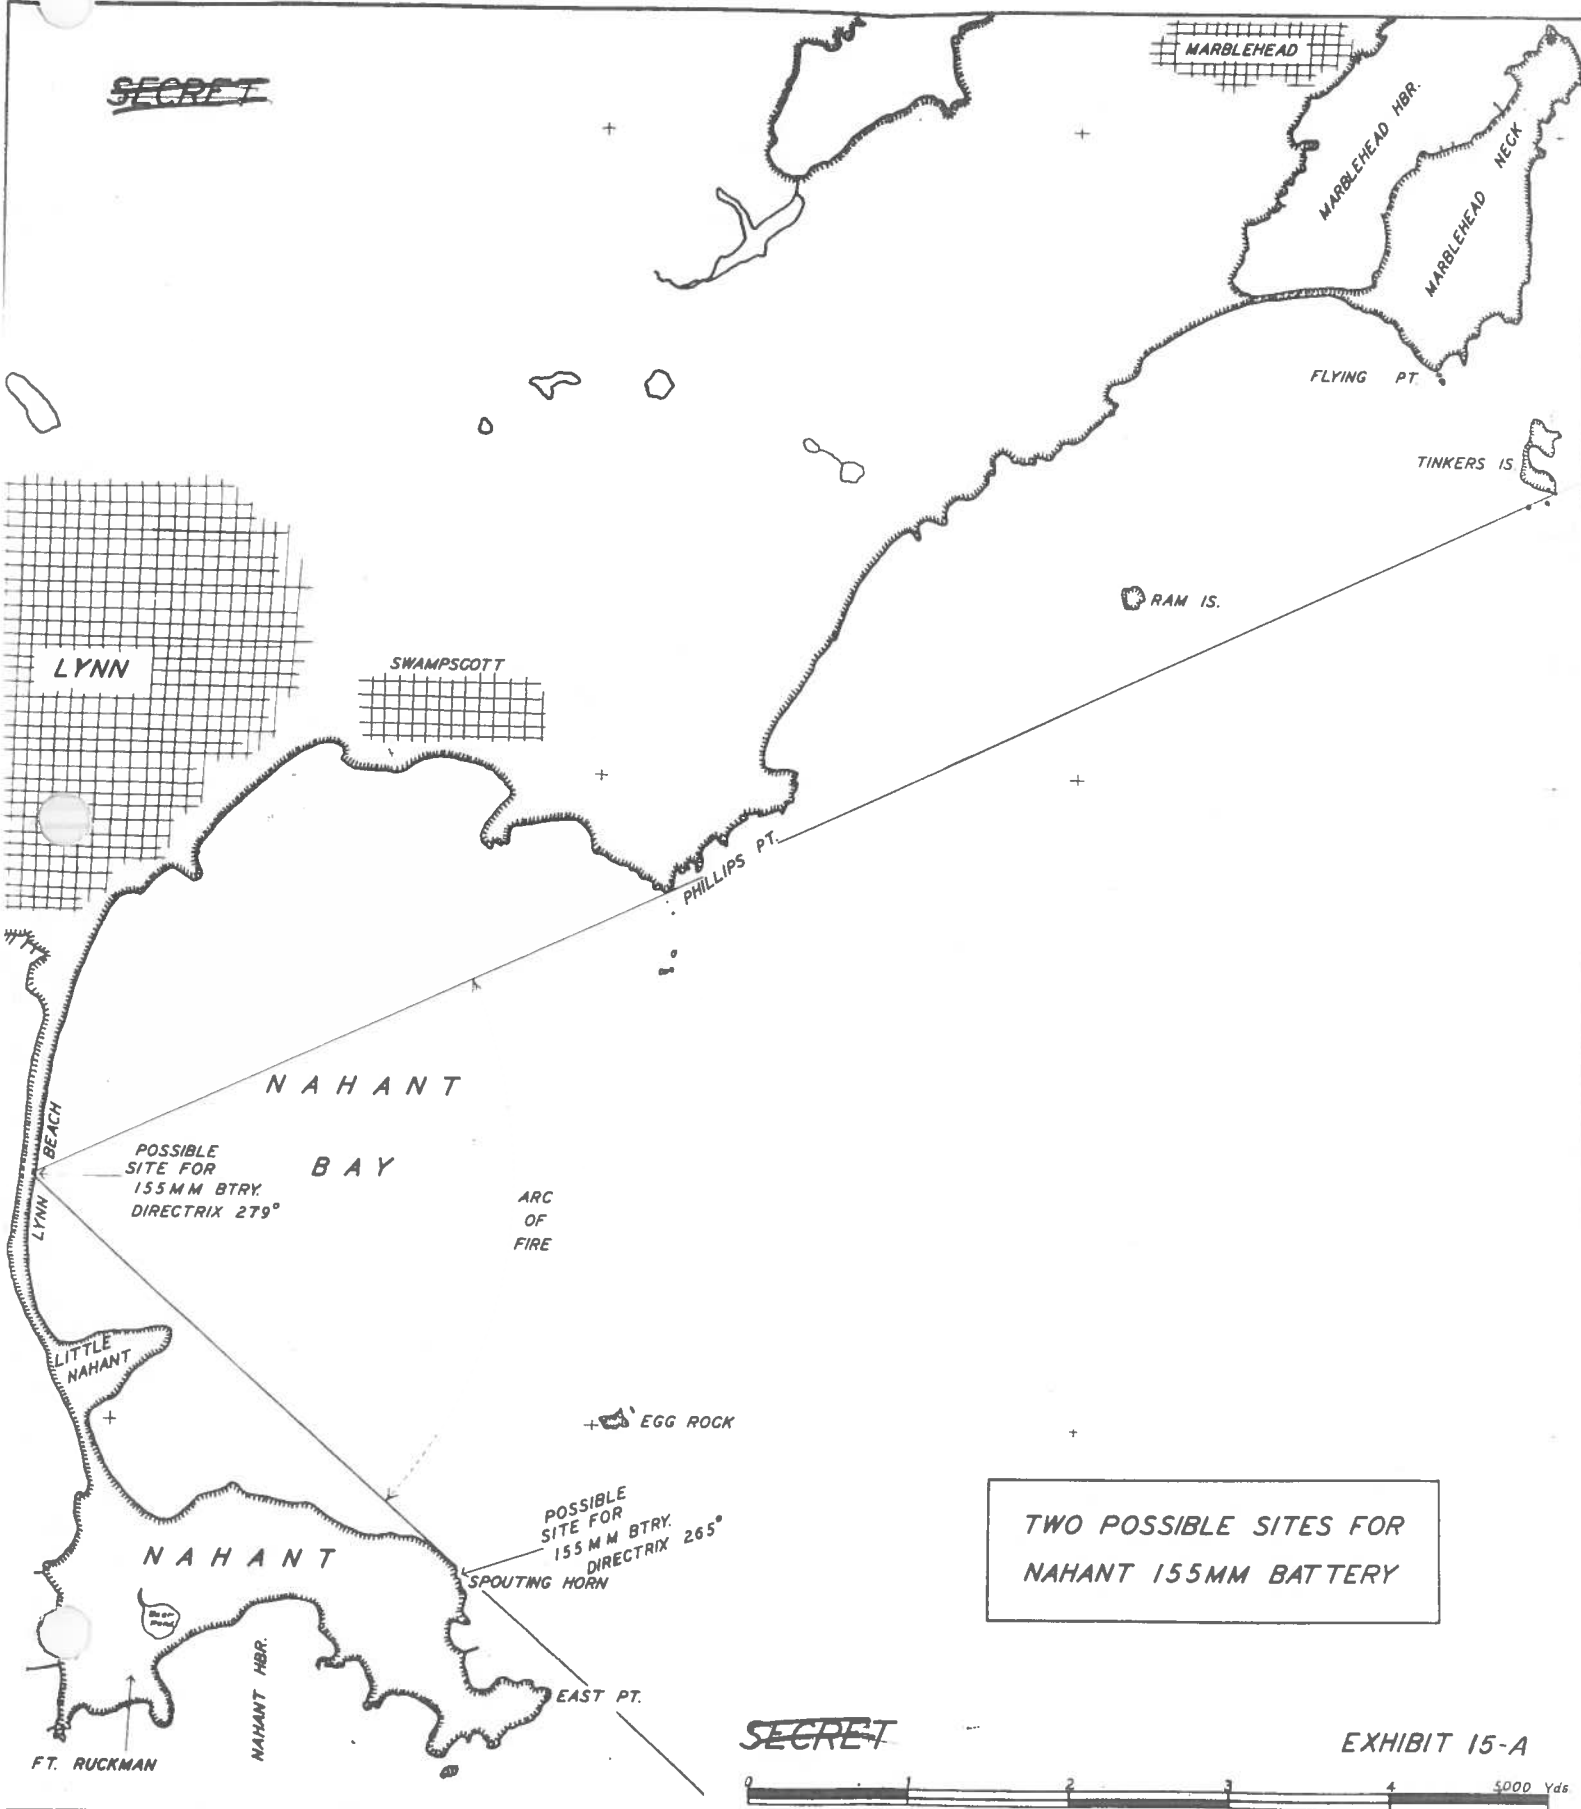 SECRET
MARBLEHEAD
MARBLEHEAD HBR.
MARBLEHEAD NECK
FLYING PT.
TINKERS IS.
RAM IS.
LYNN
SWAMPSCOTT
PHILLIPS PT.
NAHANT
BAY
LYNN BEACH
POSSIBLE
SITE FOR
155MM BTRY.
DIRECTRIX 279°
ARC
OF
FIRE
LITTLE
NAHANT
EGG ROCK
POSSIBLE
SITE FOR
155MM BTRY.
DIRECTRIX 265°
SPOUTING HORN
NAHANT
Bear
Pond
NAHANT HBR.
EAST PT.
FT. RUCKMAN
TWO POSSIBLE SITES FOR
NAHANT 155MM BATTERY
SECRET
EXHIBIT 15-A
0 1 2 3 4 5000 Yds